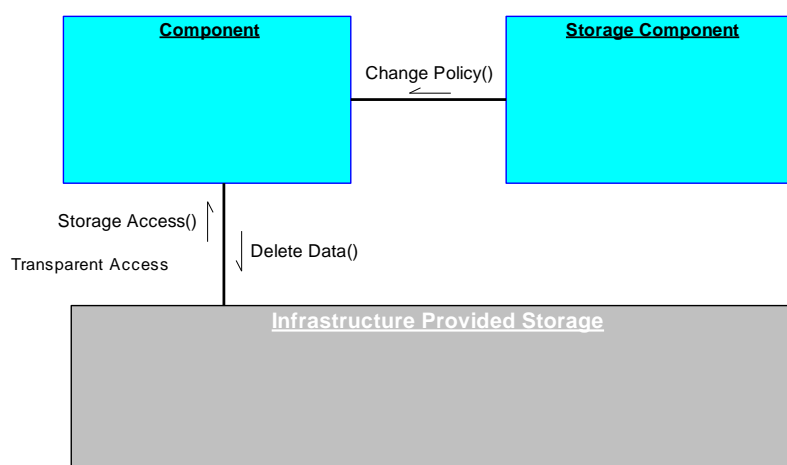 Component
Storage Component
Change Policy()
Storage Access()
Delete Data()
Transparent Access
Infrastructure Provided Storage